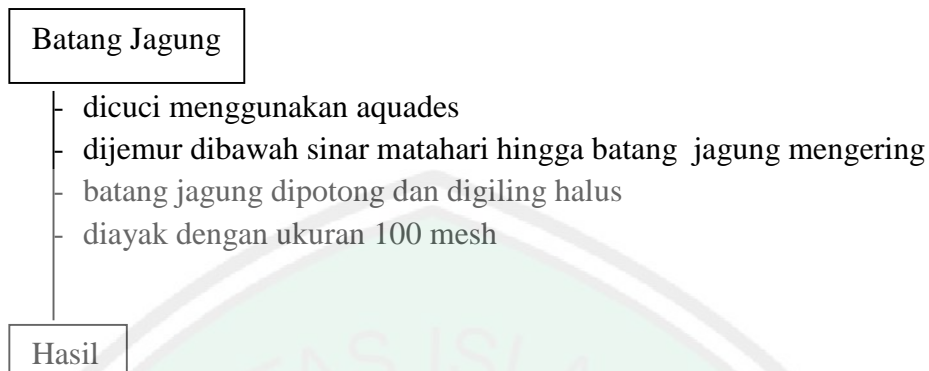 Batang Jagung
- dicuci menggunakan aquades
- dijemur dibawah sinar matahari hingga batang jagung mengering
- batang jagung dipotong dan digiling halus
- diayak dengan ukuran 100 mesh
Hasil